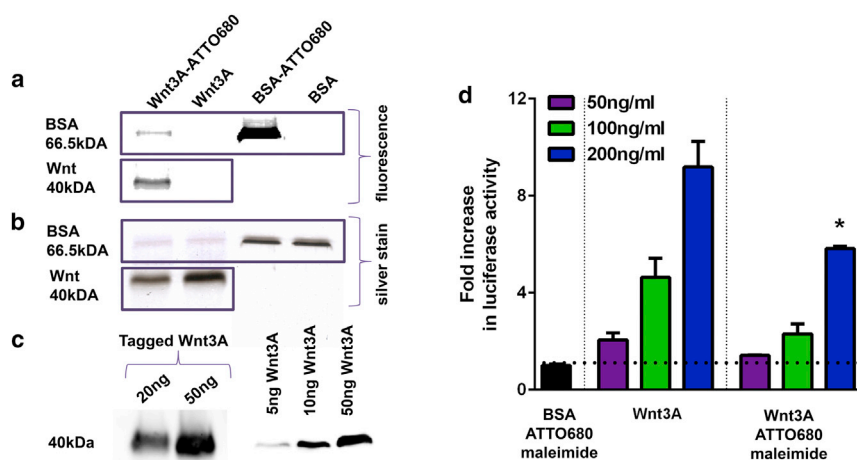 a
Wnt3A-ATTO680
Wnt3A
BSA-ATTO680
BSA
BSA
66.5kDA
Wnt
40kDA
fluorescence
b
BSA
66.5kDA
Wnt
40kDA
silver stain
c
Tagged Wnt3A
20ng
50ng
5ng Wnt3A
10ng Wnt3A
50ng Wnt3A
40kDa
d
50ng/ml
100ng/ml
200ng/ml
Fold increase
in luciferase activity
12
8
4
0
*
BSA
ATTO680
maleimide
Wnt3A
Wnt3A
ATTO680
maleimide